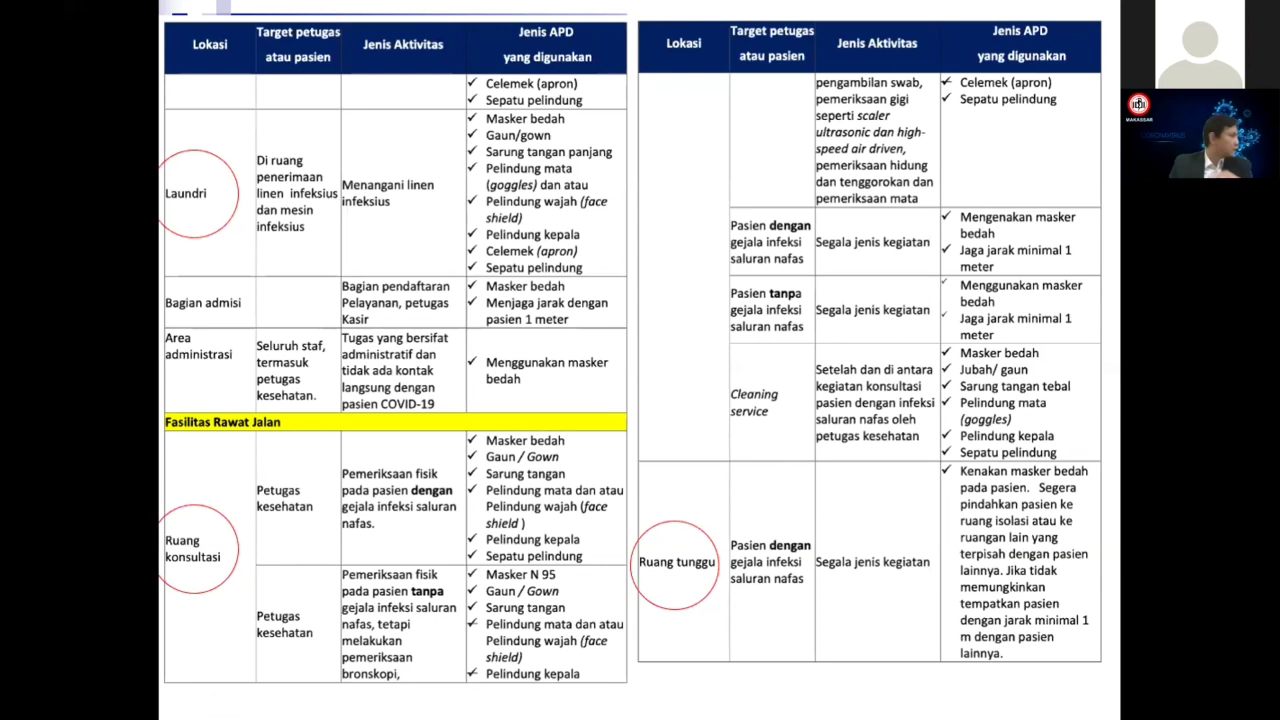 Lokasi
Target petugas
atau pasien
Jenis Aktivitas
Jenis APD
yang digunakan
✓ Celemek (apron)
✓ Sepatu pelindung
Laundri
Di ruang
penerimaan
linen infeksius
dan mesin
infeksius
Menangani linen
infeksius
✓ Masker bedah
✓ Gaun/gown
✓ Sarung tangan panjang
✓ Pelindung mata
(goggles) dan atau
✓ Pelindung wajah (face
shield)
✓ Pelindung kepala
✓ Celemek (apron)
✓ Sepatu pelindung
Bagian admisi
Bagian pendaftaran
Pelayanan, petugas
Kasir
✓ Masker bedah
✓ Menjaga jarak dengan
pasien 1 meter
Area
administrasi
Seluruh staf,
termasuk
petugas
kesehatan.
Tugas yang bersifat
administratif dan
tidak ada kontak
langsung dengan
pasien COVID-19
✓ Menggunakan masker
bedah
Fasilitas Rawat Jalan
Ruang
konsultasi
Petugas
kesehatan
Pemeriksaan fisik
pada pasien dengan
gejala infeksi saluran
nafas.
✓ Masker bedah
✓ Gaun / Gown
✓ Sarung tangan
✓ Pelindung mata dan atau
Pelindung wajah (face
shield )
✓ Pelindung kepala
✓ Sepatu pelindung
Petugas
kesehatan
Pemeriksaan fisik
pada pasien tanpa
gejala infeksi saluran
nafas, tetapi
melakukan
pemeriksaan
bronskopi,
✓ Masker N 95
✓ Gaun / Gown
✓ Sarung tangan
✓ Pelindung mata dan atau
Pelindung wajah (face
shield)
✓ Pelindung kepala
Lokasi
Target petugas
atau pasien
Jenis Aktivitas
Jenis APD
yang digunakan
pengambilan swab,
pemeriksaan gigi
seperti scaler
ultrasonic dan high-
speed air driven,
pemeriksaan hidung
dan tenggorokan dan
pemeriksaan mata
✓ Celemek (apron)
✓ Sepatu pelindung
Pasien dengan
gejala infeksi
saluran nafas
Segala jenis kegiatan
✓ Mengenakan masker
bedah
✓ Jaga jarak minimal 1
meter
Pasien tanpa
gejala infeksi
saluran nafas
Segala jenis kegiatan
✓ Menggunakan masker
bedah
✓ Jaga jarak minimal 1
meter
Cleaning
service
Setelah dan di antara
kegiatan konsultasi
pasien dengan infeksi
saluran nafas oleh
petugas kesehatan
✓ Masker bedah
✓ Jubah/ gaun
✓ Sarung tangan tebal
✓ Pelindung mata
(goggles)
✓ Pelindung kepala
✓ Sepatu pelindung
Ruang tunggu
Pasien dengan
gejala infeksi
saluran nafas
Segala jenis kegiatan
✓ Kenakan masker bedah
pada pasien. Segera
pindahkan pasien ke
ruang isolasi atau ke
ruangan lain yang
terpisah dengan pasien
lainnya. Jika tidak
memungkinkan
tempatkan pasien
dengan jarak minimal 1
m dengan pasien
lainnya.
MAKASSAR